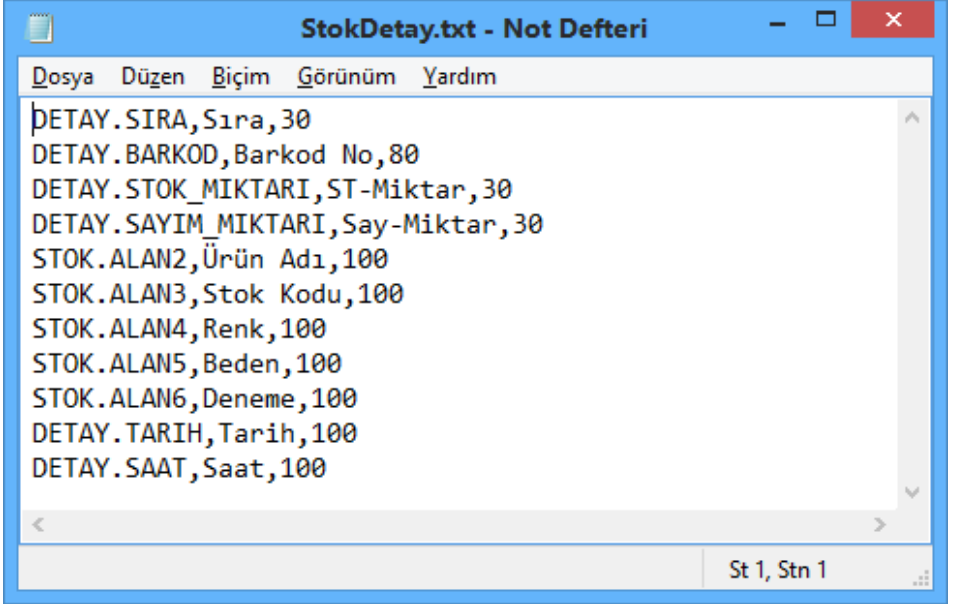 StokDetay.txt - Not Defteri
Dosya Düzen Biçim Görünüm Yardım
DETAY.SIRA,Sıra,30
DETAY.BARKOD,Barkod No,80
DETAY.STOK_MIKTARI,ST-Miktar,30
DETAY.SAYIM_MIKTARI,Say-Miktar,30
STOK.ALAN2,Ürün Adı,100
STOK.ALAN3,Stok Kodu,100
STOK.ALAN4,Renk,100
STOK.ALAN5,Beden,100
STOK.ALAN6,Deneme,100
DETAY.TARIH,Tarih,100
DETAY.SAAT,Saat,100
St 1, Stn 1